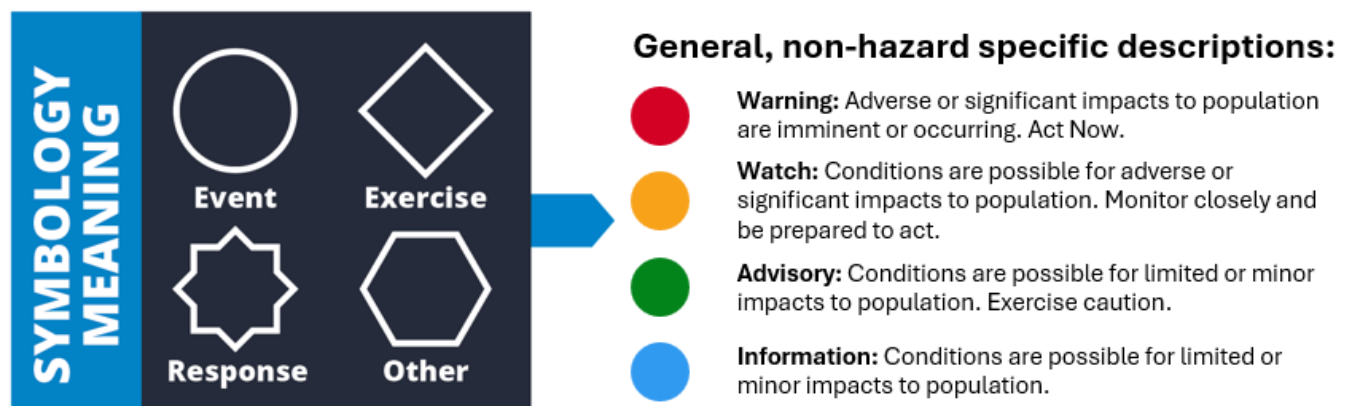 SYMBOLOGY
MEANING
Event
Exercise
Response
Other
General, non-hazard specific descriptions:
Warning: Adverse or significant impacts to population
are imminent or occurring. Act Now.
Watch: Conditions are possible for adverse or
significant impacts to population. Monitor closely and
be prepared to act.
Advisory: Conditions are possible for limited or minor
impacts to population. Exercise caution.
Information: Conditions are possible for limited or
minor impacts to population.